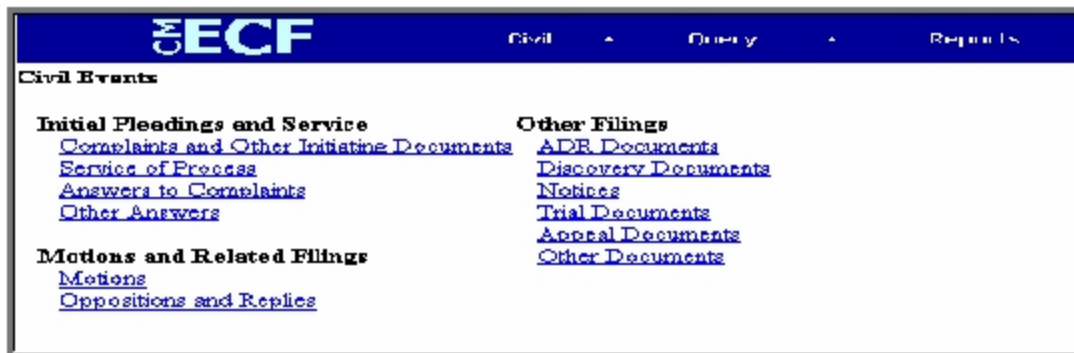 CM ECF Civil Query Reports
Civil Events
Initial Pleadings and Service
Complaints and Other Initiating Documents
Service of Process
Answers to Complaints
Other Answers
Motions and Related Filings
Motions
Oppositions and Replies
Other Filings
ADR Documents
Discovery Documents
Notices
Trial Documents
Appeal Documents
Other Documents